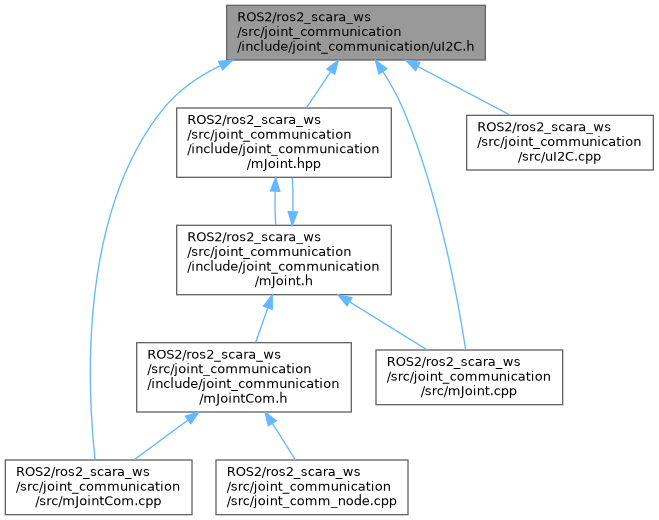 ROS2/ros2_scara_ws
/src/joint_communication
/include/joint_communication/uI2C.h
ROS2/ros2_scara_ws
/src/joint_communication
/include/joint_communication
/mJoint.hpp
ROS2/ros2_scara_ws
/src/joint_communication
/src/uI2C.cpp
ROS2/ros2_scara_ws
/src/joint_communication
/include/joint_communication
/mJoint.h
ROS2/ros2_scara_ws
/src/joint_communication
/include/joint_communication
/mJointCom.h
ROS2/ros2_scara_ws
/src/joint_communication
/src/mJoint.cpp
ROS2/ros2_scara_ws
/src/joint_communication
/src/mJointCom.cpp
ROS2/ros2_scara_ws
/src/joint_communication
/src/joint_comm_node.cpp